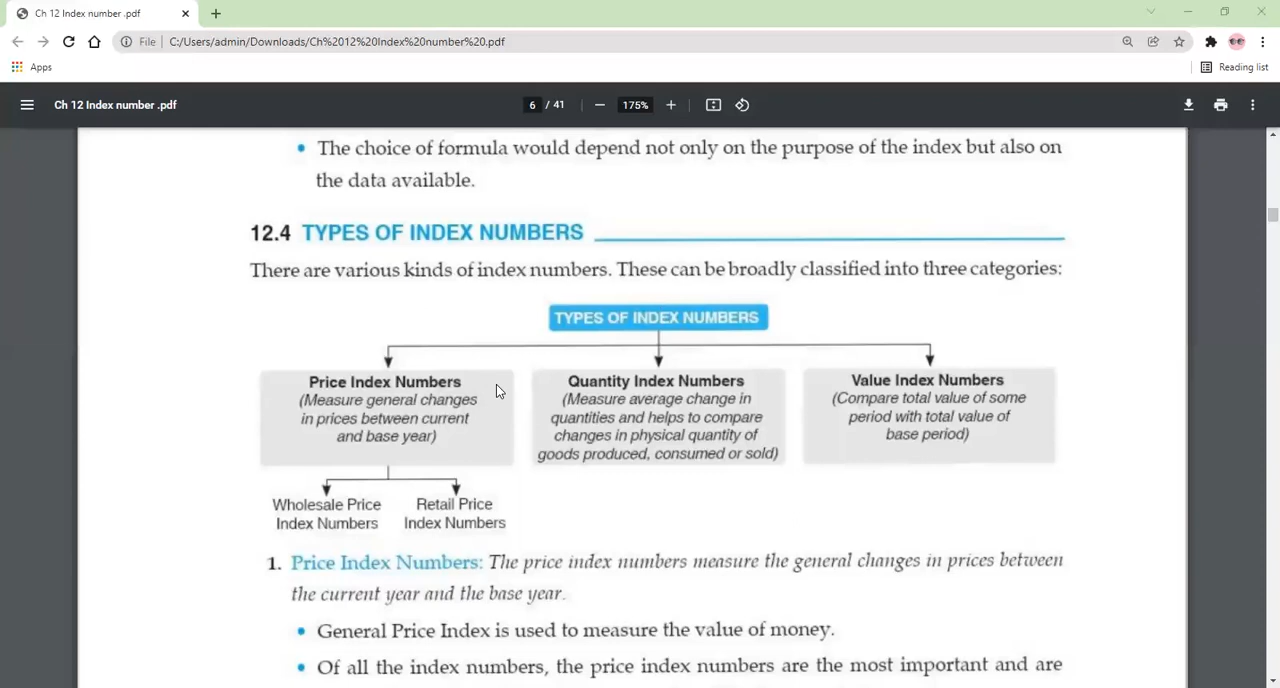 Ch 12 Index number .pdf
File
C:/Users/admin/Downloads/Ch%2012%20Index%20number%20.pdf
Apps
Reading list
Ch 12 Index number .pdf
6 / 41
175%
• The choice of formula would depend not only on the purpose of the index but also on
the data available.
12.4 TYPES OF INDEX NUMBERS
There are various kinds of index numbers. These can be broadly classified into three categories:
TYPES OF INDEX NUMBERS
Price Index Numbers
(Measure general changes
in prices between current
and base year)
Quantity Index Numbers
(Measure average change in
quantities and helps to compare
changes in physical quantity of
goods produced, consumed or sold)
Value Index Numbers
(Compare total value of some
period with total value of
base period)
Wholesale Price
Index Numbers
Retail Price
Index Numbers
1. Price Index Numbers: The price index numbers measure the general changes in prices between
the current year and the base year.
• General Price Index is used to measure the value of money.
• Of all the index numbers, the price index numbers are the most important and are